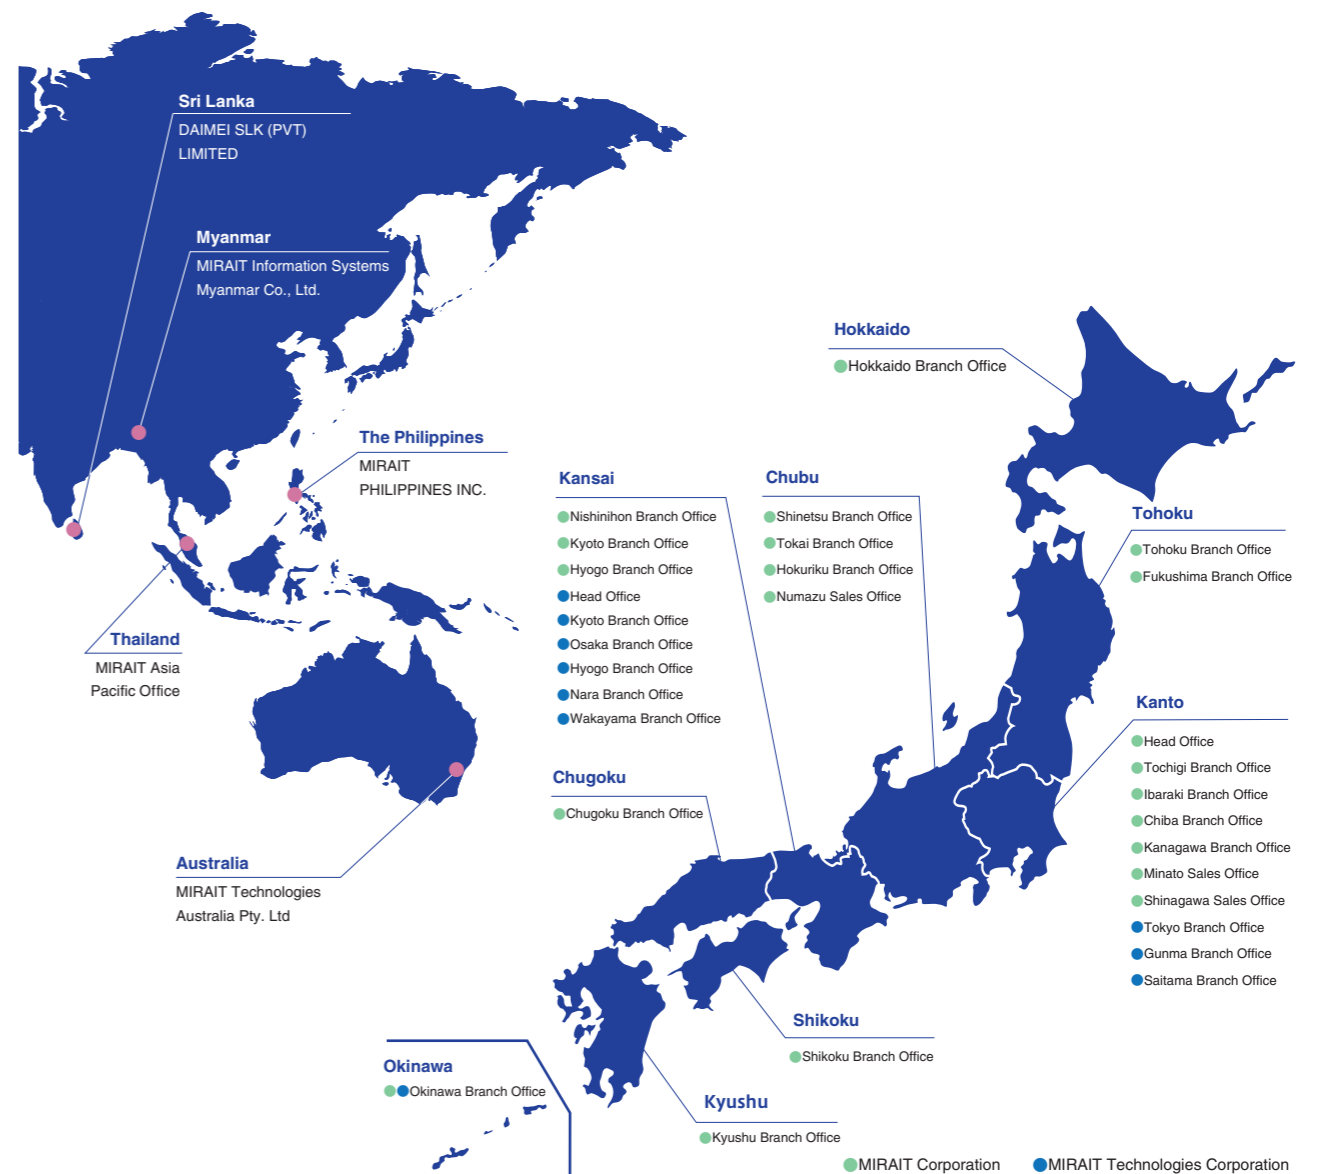 Sri Lanka
DAIMEI SLK (PVT)
LIMITED
Myanmar
MIRAIT Information Systems
Myanmar Co., Ltd.
The Philippines
MIRAIT
PHILIPPINES INC.
Thailand
MIRAIT Asia
Pacific Office
Australia
MIRAIT Technologies
Australia Pty. Ltd
Hokkaido
Hokkaido Branch Office
Kansai
Nishinihon Branch Office
Kyoto Branch Office
Hyogo Branch Office
Head Office
Kyoto Branch Office
Osaka Branch Office
Hyogo Branch Office
Nara Branch Office
Wakayama Branch Office
Chubu
Shinetsu Branch Office
Tokai Branch Office
Hokuriku Branch Office
Numazu Sales Office
Tohoku
Tohoku Branch Office
Fukushima Branch Office
Kanto
Head Office
Tochigi Branch Office
Ibaraki Branch Office
Chiba Branch Office
Kanagawa Branch Office
Minato Sales Office
Shinagawa Sales Office
Tokyo Branch Office
Gunma Branch Office
Saitama Branch Office
Chugoku
Chugoku Branch Office
Shikoku
Shikoku Branch Office
Okinawa
Okinawa Branch Office
Kyushu
Kyushu Branch Office
MIRAIT Corporation
MIRAIT Technologies Corporation